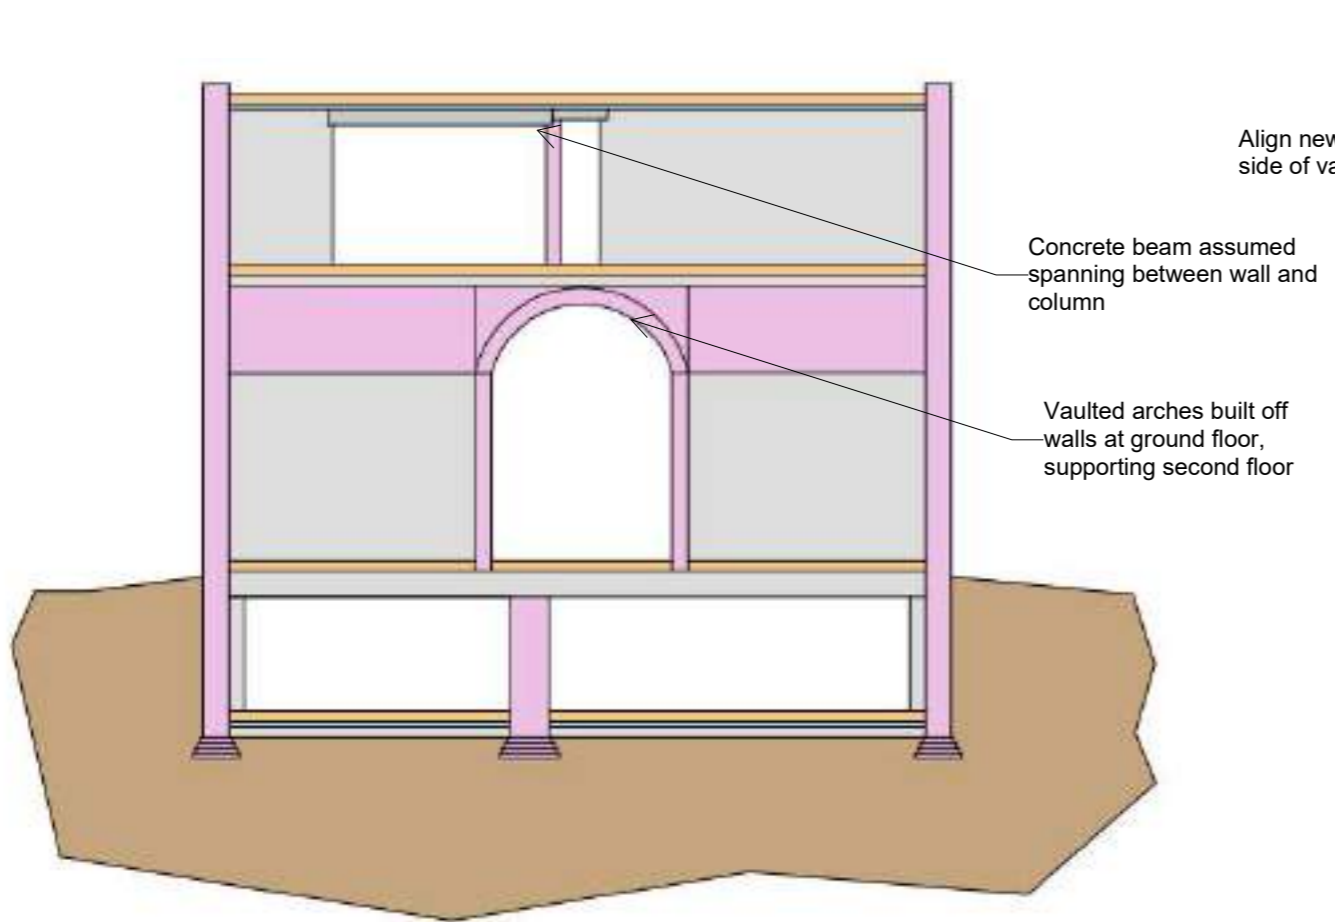 Align new
side of va
Concrete beam assumed
spanning between wall and
column
Vaulted arches built off
walls at ground floor,
supporting second floor